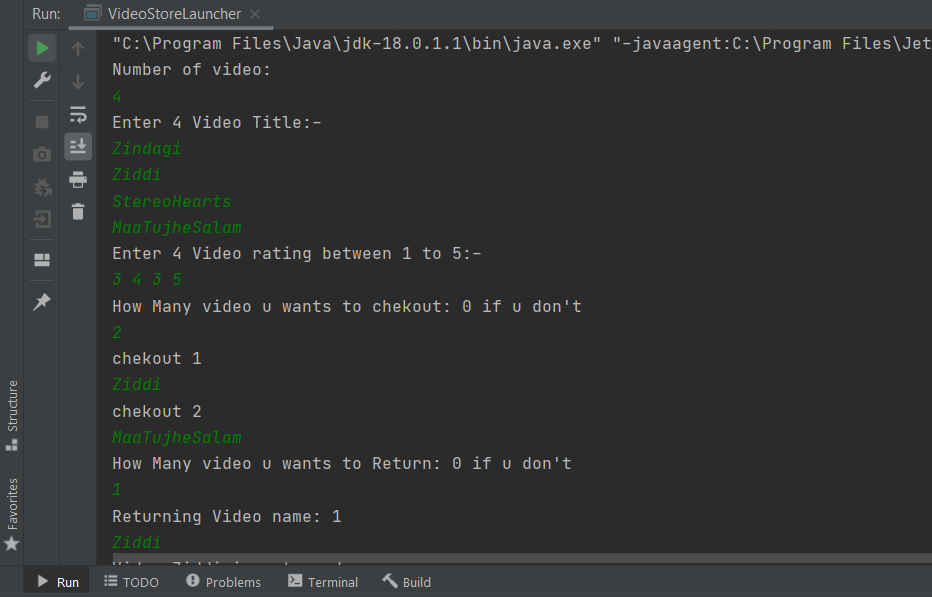 Run: VideoStoreLauncher
"C:\Program Files\Java\jdk-18.0.1.1\bin\java.exe" "-javaagent:C:\Program Files\Jet
Number of video:
4
Enter 4 Video Title:-
Zindagi
Ziddi
StereoHearts
MaaTujheSalam
Enter 4 Video rating between 1 to 5:-
3 4 3 5
How Many video u wants to chekout: 0 if u don't
2
chekout 1
Ziddi
chekout 2
MaaTujheSalam
How Many video u wants to Return: 0 if u don't
1
Returning Video name: 1
Ziddi
Structure
Favorites
Run TODO Problems Terminal Build